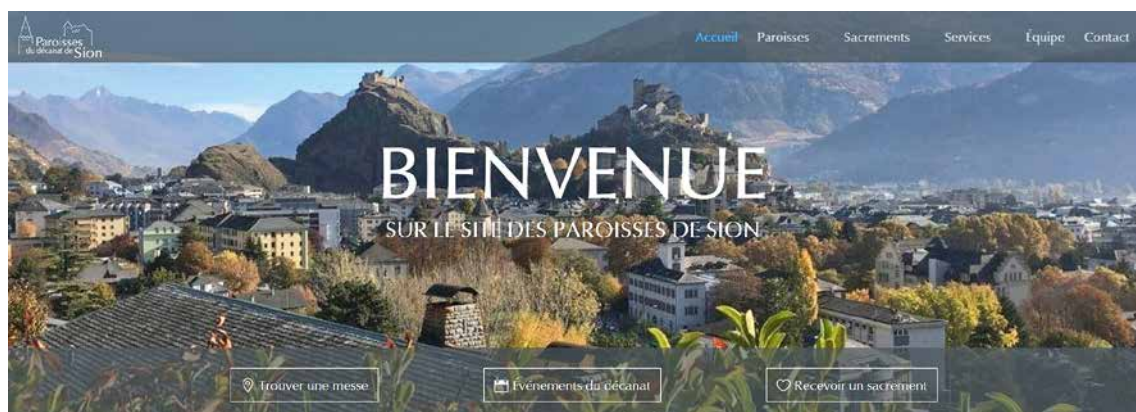 Paroisses
du décanat de Sion
Accueil Paroisses Sacrements Services Équipe Contact
BIENVENUE
SUR LE SITE DES PAROISSES DE SION
Trouver une messe
Événements du décanat
Recevoir un sacrement